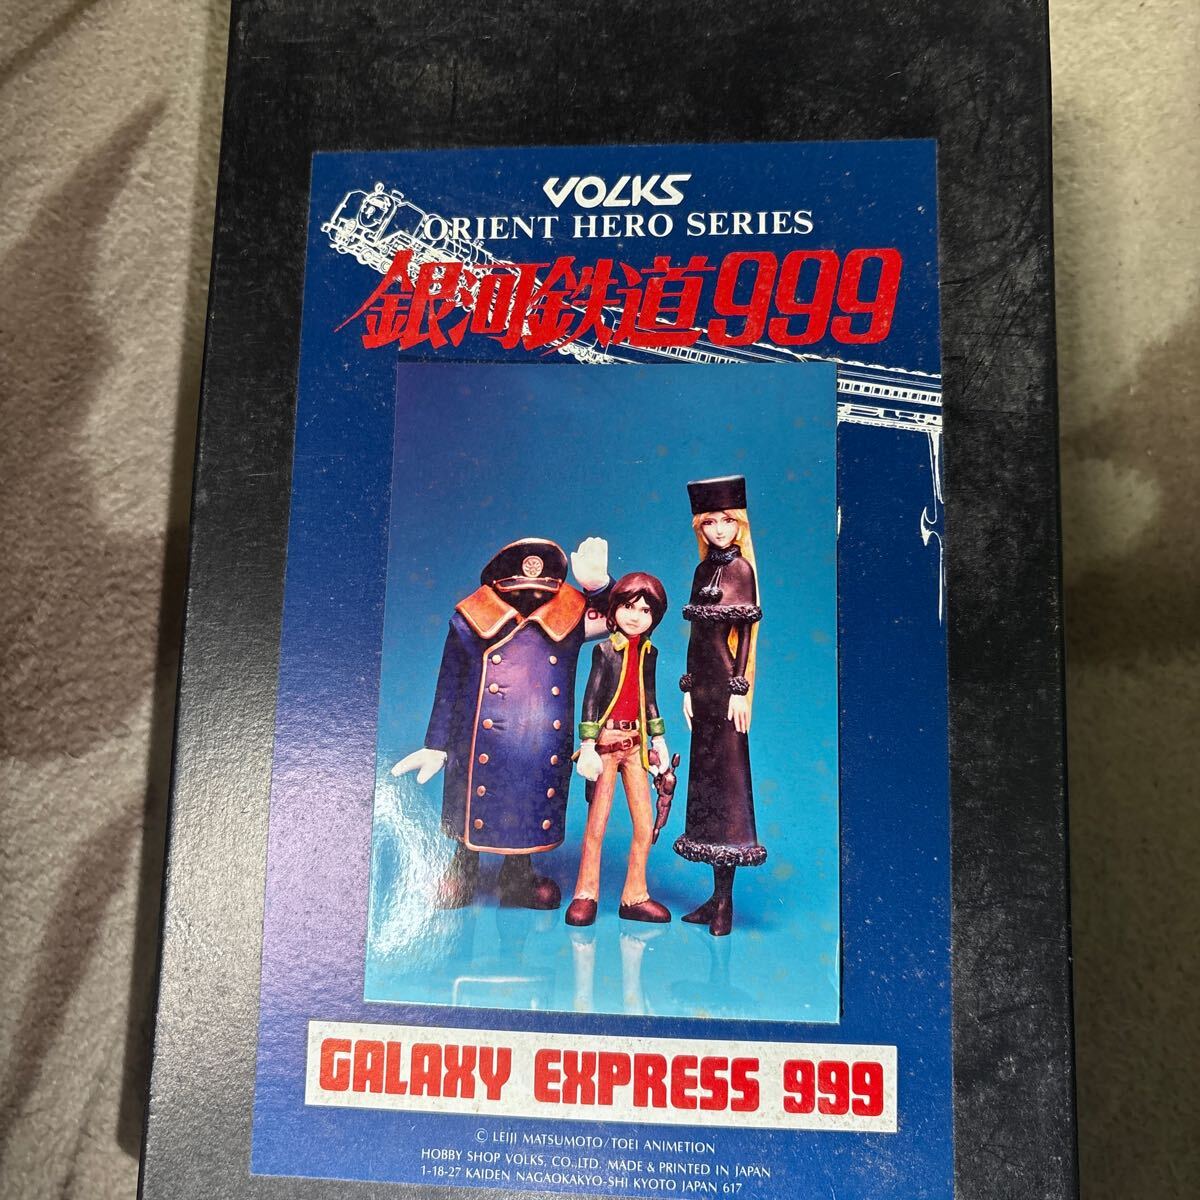 VOLKS
ORIENT HERO SERIES
銀河鉄道999
GALAXY EXPRESS 999
© LEIJI MATSUMOTO/TOEI ANIMETION
HOBBY SHOP VOLKS, CO., LTD. MADE & PRINTED IN JAPAN
1-18-27 KAIDEN NAGAOKAKYO-SHI KYOTO JAPAN 617